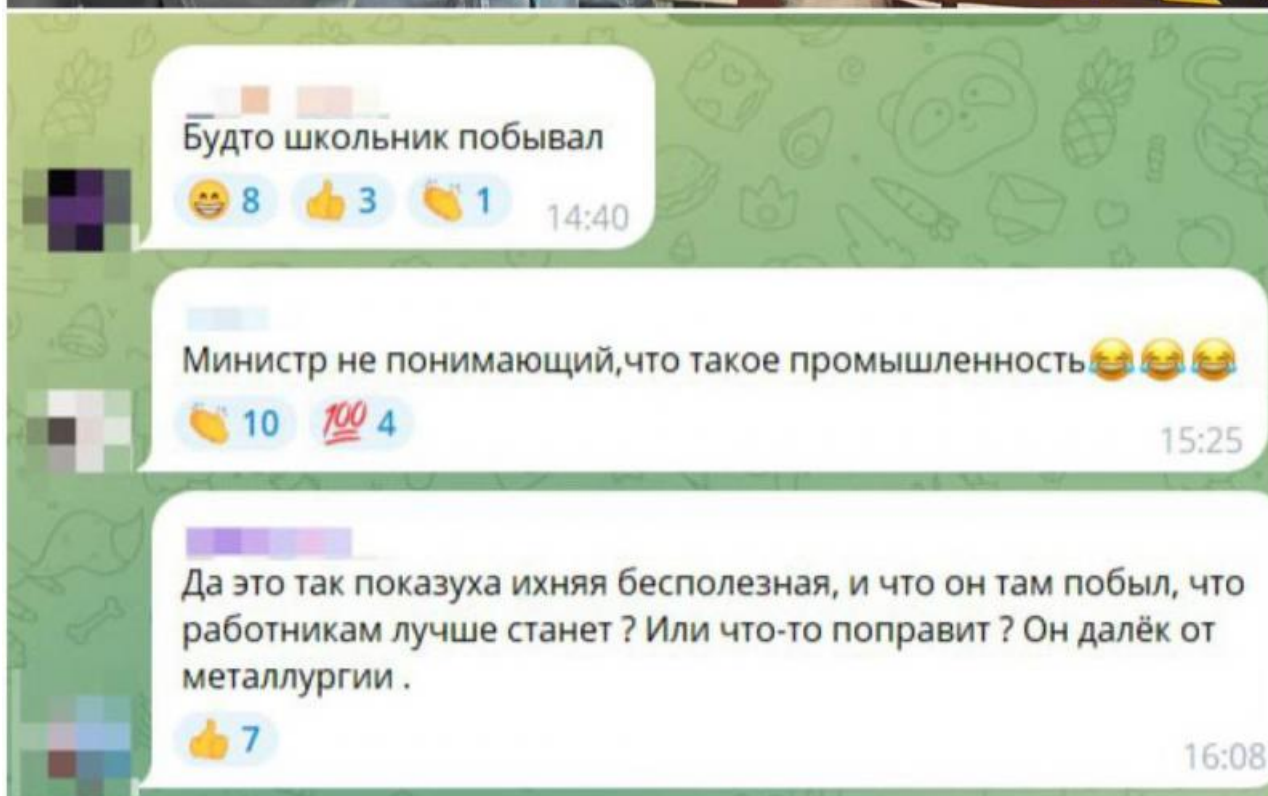 Будто школьник побывал
8 3 1 14:40
Министр не понимающий,что такое промышленность😂😂😂
10 💯 4
15:25
Да это так показуха ихняя бесполезная, и что он там побыл, что
работникам лучше станет ? Или что-то поправит ? Он далёк от
металлургии .
7
16:08